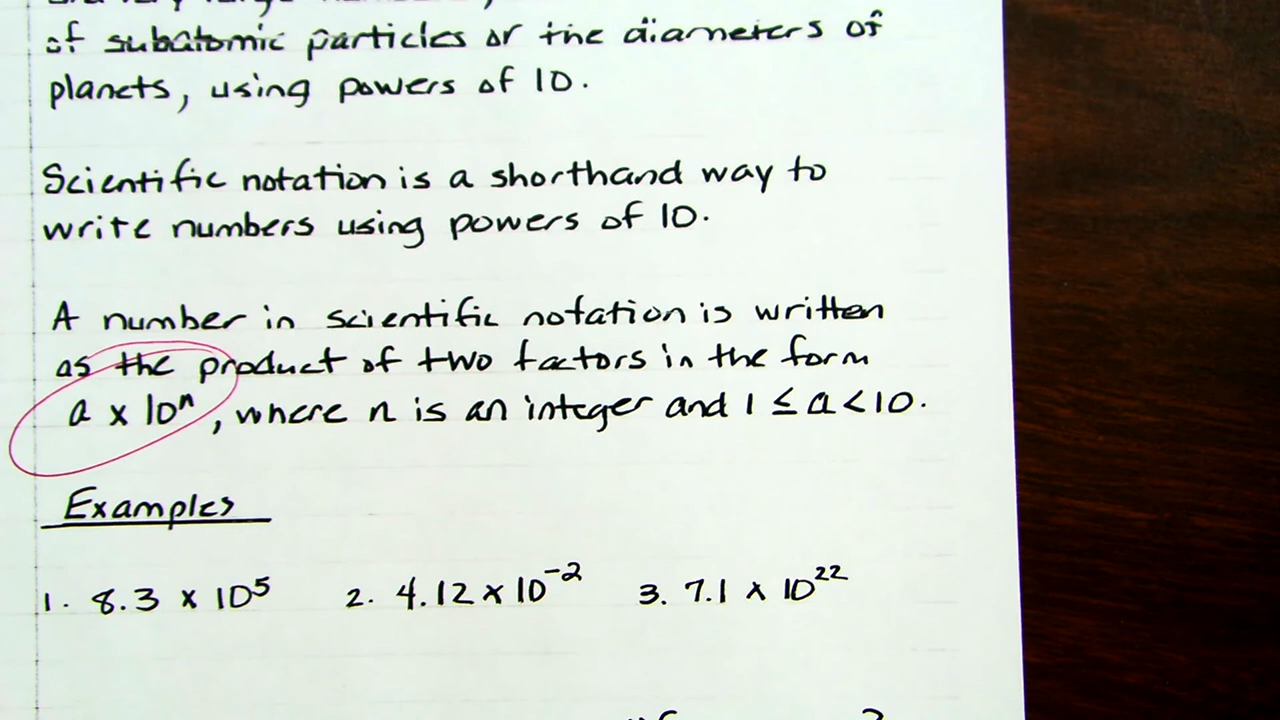 of subatomic particles or the diameters of
planets, using powers of 10.
Scientific notation is a shorthand way to
write numbers using powers of 10.
A number in scientific notation is written
as the product of two factors in the form
a x 10ⁿ, where n is an integer and 1 ≤ a < 10.
Examples
1. 8.3 x 10⁵ 2. 4.12 x 10⁻² 3. 7.1 x 10²²